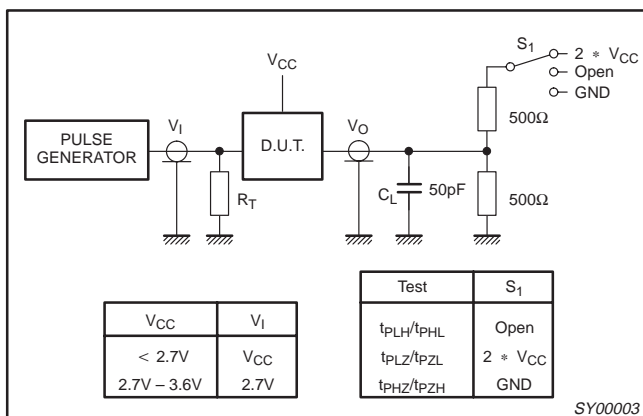 S1
2 * VCC
Open
GND
VCC
500Ω
VI
VO
PULSE
GENERATOR
D.U.T.
RT
CL
50pF
500Ω
VCC VI
< 2.7V VCC
2.7V – 3.6V 2.7V
Test S1
tPLH/tPHL Open
tPLZ/tPZL 2 * VCC
tPHZ/tPZH GND
SY00003